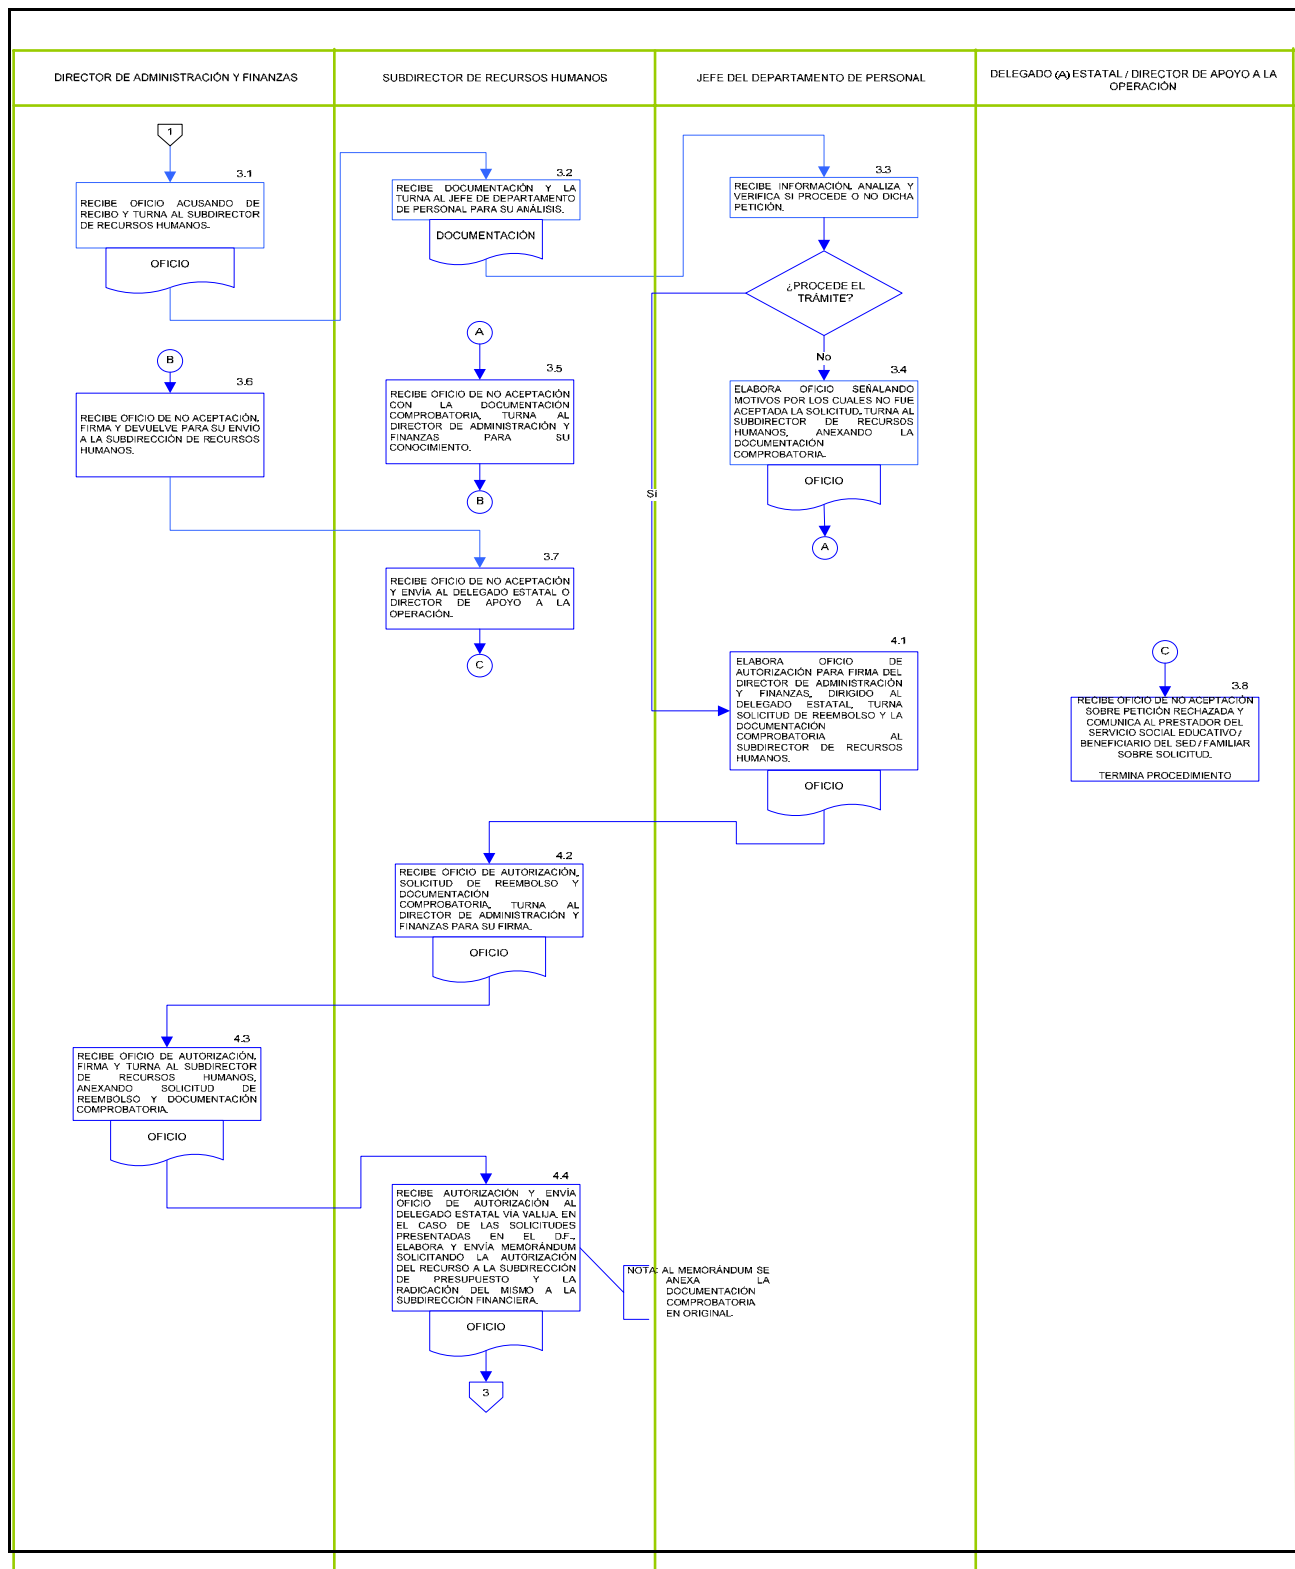 DIRECTOR DE ADMINISTRACIÓN Y FINANZAS
SUBDIRECTOR DE RECURSOS HUMANOS
JEFE DEL DEPARTAMENTO DE PERSONAL
DELEGADO (A) ESTATAL / DIRECTOR DE APOYO A LA
OPERACIÓN
1
3.1
RECIBE OFICIO ACUSANDO DE
RECIBO Y TURNA AL SUBDIRECTOR
DE RECURSOS HUMANOS.
OFICIO
3.2
RECIBE DOCUMENTACIÓN Y LA
TURNA AL JEFE DE DEPARTAMENTO
DE PERSONAL PARA SU ANÁLISIS.
DOCUMENTACIÓN
3.3
RECIBE INFORMACIÓN, ANALIZA Y
VERIFICA SI PROCEDE O NO DICHA
PETICIÓN.
¿PROCEDE EL
TRÁMITE?
No
Sí
3.4
ELABORA OFICIO SEÑALANDO
MOTIVOS POR LOS CUALES NO FUE
ACEPTADA LA SOLICITUD. TURNA AL
SUBDIRECTOR DE RECURSOS
HUMANOS, ANEXANDO LA
DOCUMENTACIÓN
COMPROBATORIA.
OFICIO
A
A
3.5
RECIBE OFICIO DE NO ACEPTACIÓN
CON LA DOCUMENTACIÓN
COMPROBATORIA, TURNA AL
DIRECTOR DE ADMINISTRACIÓN Y
FINANZAS PARA SU
CONOCIMIENTO.
B
B
3.6
RECIBE OFICIO DE NO ACEPTACIÓN,
FIRMA Y DEVUELVE PARA SU ENVÍO
A LA SUBDIRECCIÓN DE RECURSOS
HUMANOS.
3.7
RECIBE OFICIO DE NO ACEPTACIÓN
Y ENVÍA AL DELEGADO ESTATAL O
DIRECTOR DE APOYO A LA
OPERACIÓN.
C
C
3.8
RECIBE OFICIO DE NO ACEPTACIÓN
SOBRE PETICIÓN RECHAZADA Y
COMUNICA AL PRESTADOR DEL
SERVICIO SOCIAL EDUCATIVO /
BENEFICIARIO DEL SED / FAMILIAR
SOBRE SOLICITUD.
TERMINA PROCEDIMIENTO
4.1
ELABORA OFICIO DE
AUTORIZACIÓN PARA FIRMA DEL
DIRECTOR DE ADMINISTRACIÓN
Y FINANZAS, DIRIGIDO AL
DELEGADO ESTATAL, TURNA
SOLICITUD DE REEMBOLSO Y LA
DOCUMENTACIÓN
COMPROBATORIA AL
SUBDIRECTOR DE RECURSOS
HUMANOS.
OFICIO
4.2
RECIBE OFICIO DE AUTORIZACIÓN,
SOLICITUD DE REEMBOLSO Y
DOCUMENTACIÓN
COMPROBATORIA, TURNA AL
DIRECTOR DE ADMINISTRACIÓN Y
FINANZAS PARA SU FIRMA.
OFICIO
4.3
RECIBE OFICIO DE AUTORIZACIÓN,
FIRMA Y TURNA AL SUBDIRECTOR
DE RECURSOS HUMANOS,
ANEXANDO SOLICITUD DE
REEMBOLSO Y DOCUMENTACIÓN
COMPROBATORIA.
OFICIO
4.4
RECIBE AUTORIZACIÓN Y ENVÍA
OFICIO DE AUTORIZACIÓN AL
DELEGADO ESTATAL VÍA VALIJA. EN
EL CASO DE LAS SOLICITUDES
PRESENTADAS EN EL D.F.,
ELABORA Y ENVÍA MEMORÁNDUM
SOLICITANDO LA AUTORIZACIÓN
DEL RECURSO A LA SUBDIRECCIÓN
DE PRESUPUESTO Y LA
RADICACIÓN DEL MISMO A LA
SUBDIRECCIÓN FINANCIERA.
OFICIO
NOTA: AL MEMORÁNDUM SE
ANEXA LA
DOCUMENTACIÓN
COMPROBATORIA
EN ORIGINAL.
3